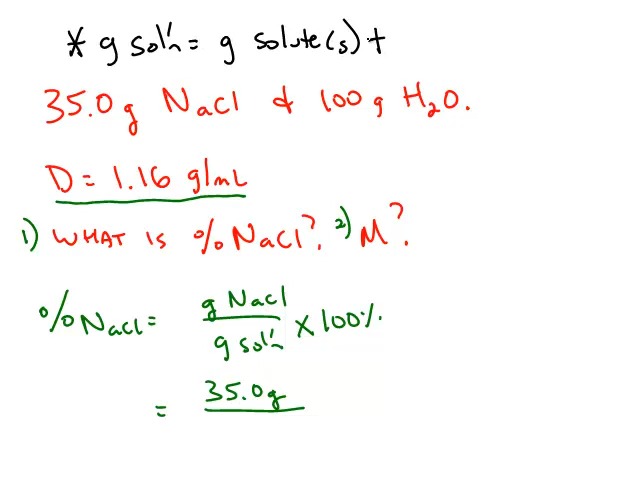 * g sol'n = g solute(s) +
35.0 g NaCl & 100 g H2O.
D = 1.16 g/mL
1) WHAT IS % NaCl? 2) M?
% NaCl = g NaCl / g sol'n × 100%
= 35.0 g